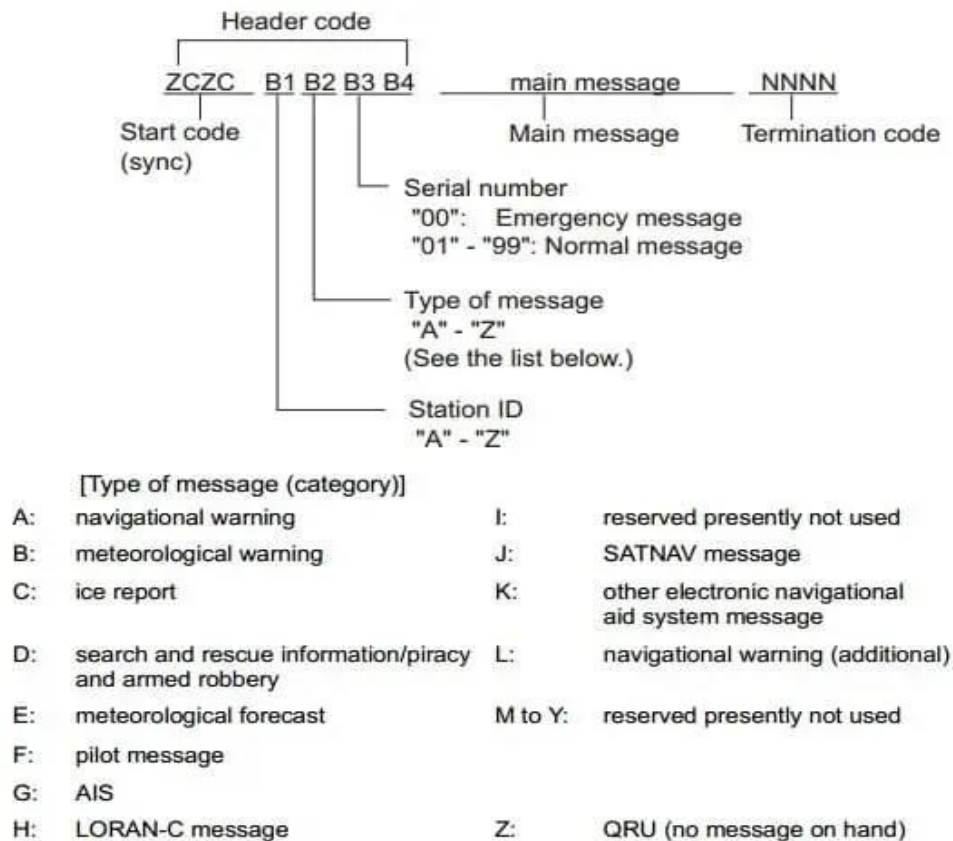 Header code
ZCZC B1 B2 B3 B4 main message NNNN
Start code
(sync)
Main message
Termination code
Serial number
"00": Emergency message
"01" - "99": Normal message
Type of message
"A" - "Z"
(See the list below.)
Station ID
"A" - "Z"
[Type of message (category)]
A: navigational warning
B: meteorological warning
C: ice report
D: search and rescue information/piracy
and armed robbery
E: meteorological forecast
F: pilot message
G: AIS
H: LORAN-C message
I: reserved presently not used
J: SATNAV message
K: other electronic navigational
aid system message
L: navigational warning (additional)
M to Y: reserved presently not used
Z: QRU (no message on hand)